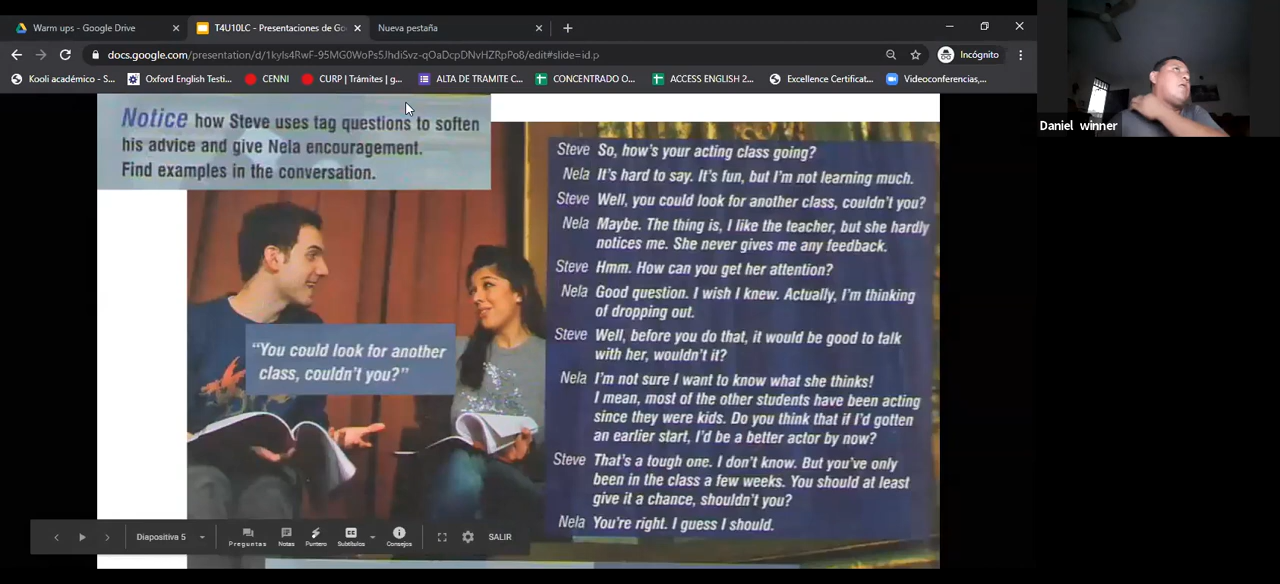 Warm ups - Google Drive
T4U10LC - Presentaciones de Go
Nueva pestaña
docs.google.com/presentation/d/1kyls4RwF-95MG0WoPs5JhdiSvz-qOaDcpDNvHZRpPo8/edit#slide=id.p
Incógnito
Kooli académico - S...
Oxford English Testi...
CENNI
CURP | Trámites | g...
ALTA DE TRAMITE C...
CONCENTRADO O...
ACCESS ENGLISH 2...
Excellence Certificat...
Videoconferencias,...
Daniel winner
Notice how Steve uses tag questions to soften
his advice and give Nela encouragement.
Find examples in the conversation.
"You could look for another
class, couldn't you?"
Steve So, how's your acting class going?
Nela It's hard to say. It's fun, but I'm not learning much.
Steve Well, you could look for another class, couldn't you?
Nela Maybe. The thing is, I like the teacher, but she hardly
notices me. She never gives me any feedback.
Steve Hmm. How can you get her attention?
Nela Good question. I wish I knew. Actually, I'm thinking
of dropping out.
Steve Well, before you do that, it would be good to talk
with her, wouldn't it?
Nela I'm not sure I want to know what she thinks!
I mean, most of the other students have been acting
since they were kids. Do you think that if I'd gotten
an earlier start, I'd be a better actor by now?
Steve That's a tough one. I don't know. But you've only
been in the class a few weeks. You should at least
give it a chance, shouldn't you?
Nela You're right. I guess I should.
Diapositiva 5
Preguntas
Notas
Puntero
Subtítulos
Consejos
SALIR